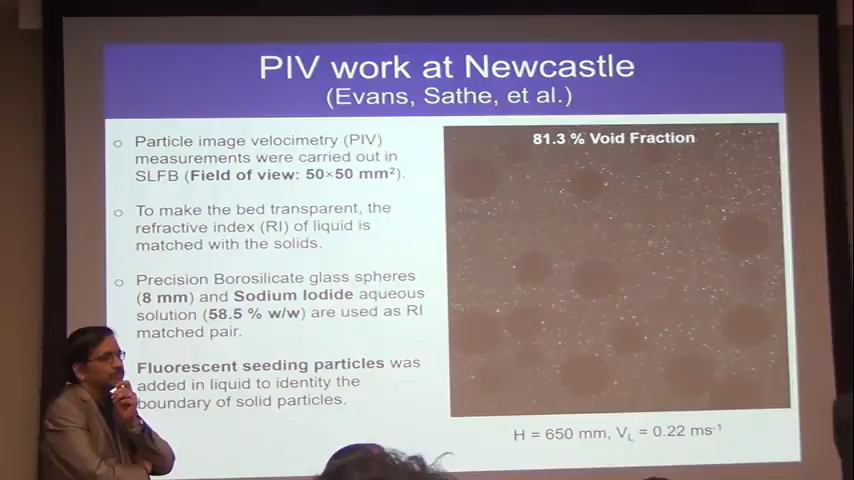 PIV work at Newcastle
(Evans, Sathe, et al.)
Particle image velocimetry (PIV)
measurements were carried out in
SLFB (Field of view: 50×50 mm²).
To make the bed transparent, the
refractive index (RI) of liquid is
matched with the solids.
Precision Borosilicate glass spheres
(8 mm) and Sodium Iodide aqueous
solution (58.5 % w/w) are used as RI
matched pair.
Fluorescent seeding particles was
added in liquid to identity the
boundary of solid particles.
81.3 % Void Fraction
H = 650 mm, V_L = 0.22 ms⁻¹